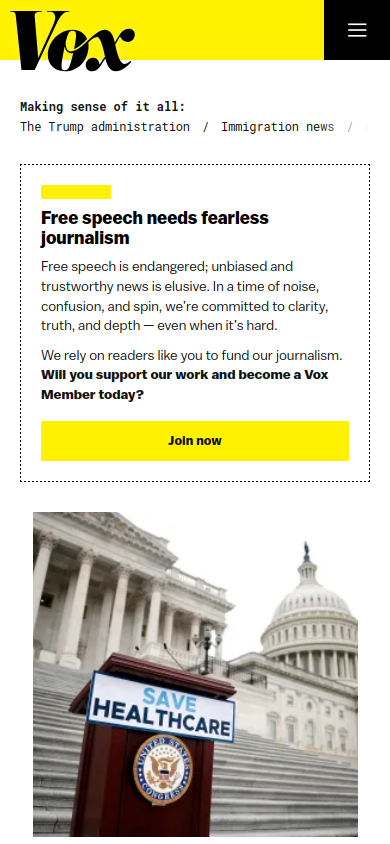 Vox
Making sense of it all:
The Trump administration / Immigration news /
Free speech needs fearless
journalism
Free speech is endangered; unbiased and
trustworthy news is elusive. In a time of noise,
confusion, and spin, we're committed to clarity,
truth, and depth — even when it's hard.
We rely on readers like you to fund our journalism.
Will you support our work and become a Vox
Member today?
Join now
SAVE
HEALTHCARE
UNITED STATES
CONGRESS